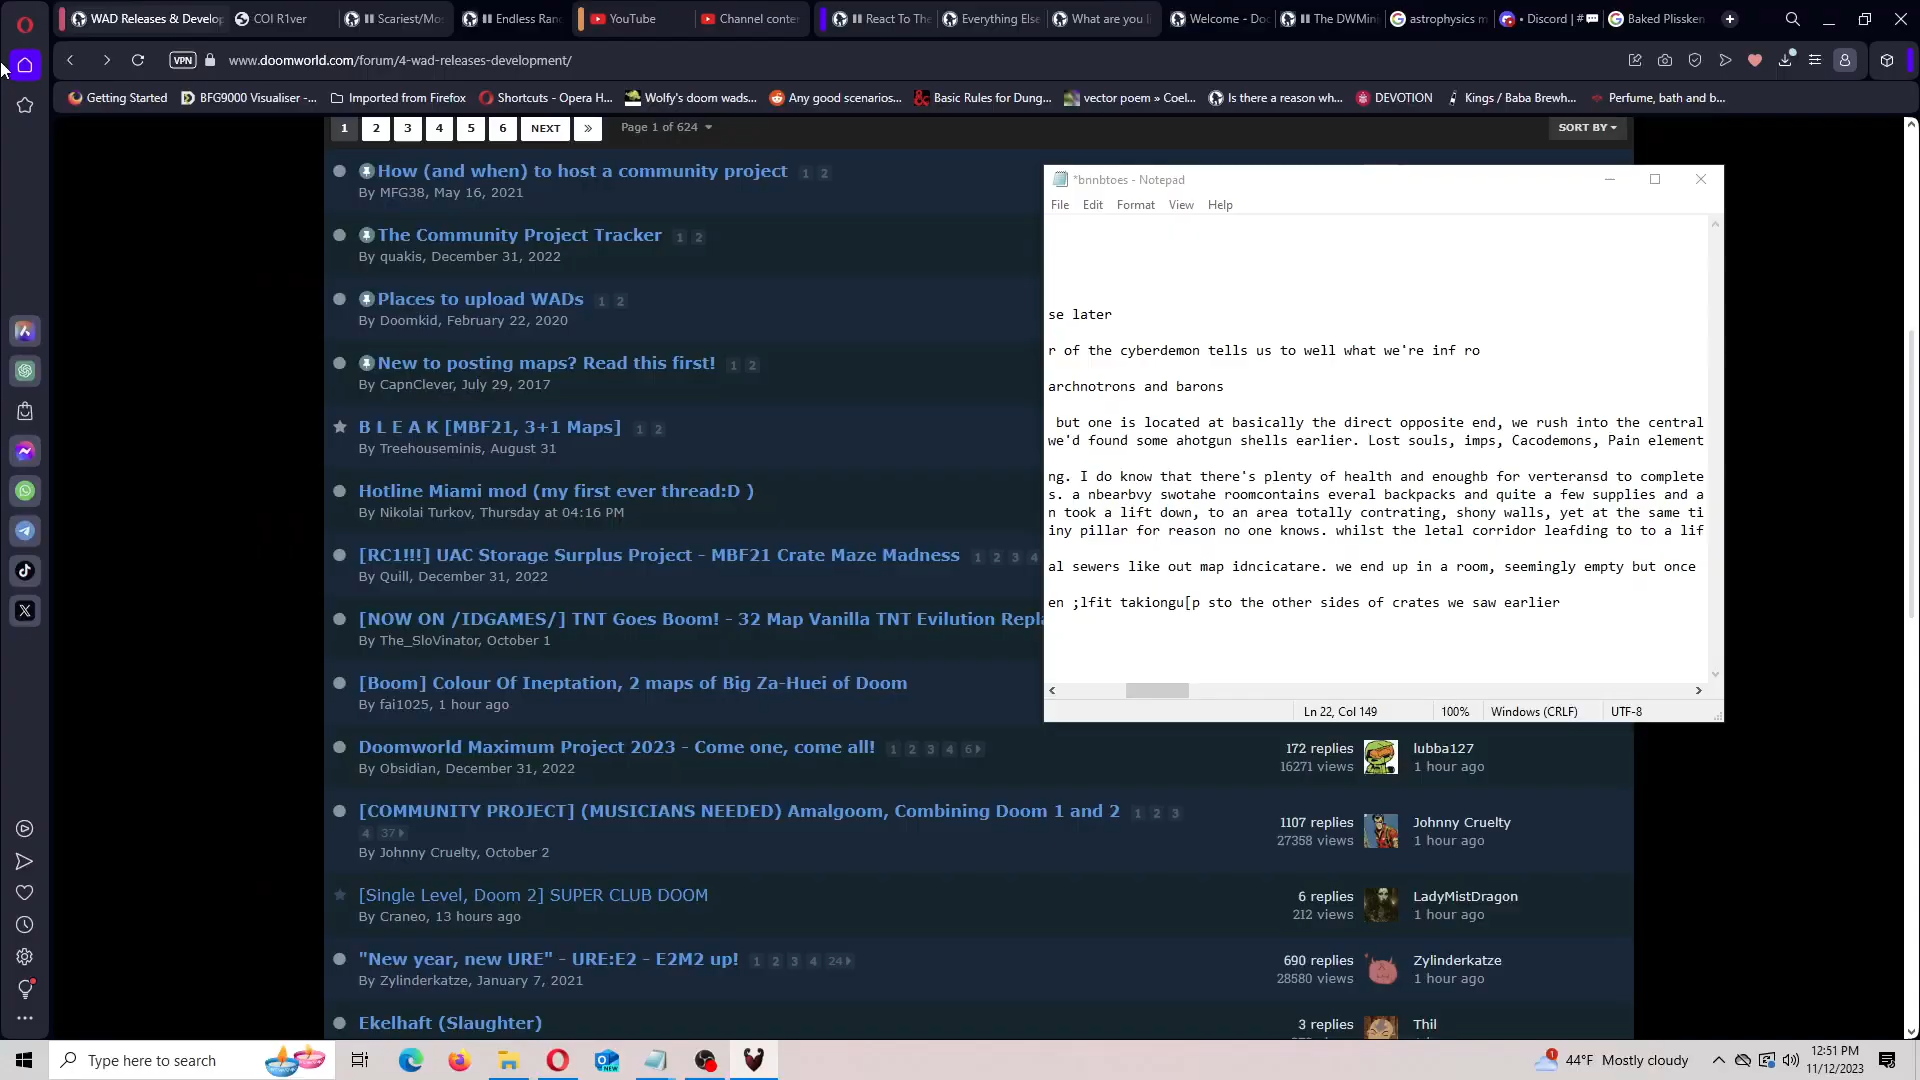 WAD Releases & Develop
COI R1ver
Scariest/Mo
Endless Ran
YouTube
Channel conte
React To The
Everything Else
What are you l
Welcome - Do
The DWMin
astrophysics m
• Discord | #
Baked Plissken
VPN
www.doomworld.com/forum/4-wad-releases-development/
Getting Started
BFG9000 Visualiser -...
Imported from Firefox
Shortcuts - Opera H...
Wolfy's doom wads...
Any good scenarios...
Basic Rules for Dung...
vector poem » Coel...
Is there a reason wh...
DEVOTION
Kings / Baba Brewh...
Perfume, bath and b...
1 2 3 4 5 6 NEXT » Page 1 of 624
SORT BY
How (and when) to host a community project 1 2
By MFG38, May 16, 2021
The Community Project Tracker 1 2
By quakis, December 31, 2022
Places to upload WADs 1 2
By Doomkid, February 22, 2020
New to posting maps? Read this first! 1 2
By CapnClever, July 29, 2017
B L E A K [MBF21, 3+1 Maps] 1 2
By Treehouseminis, August 31
Hotline Miami mod (my first ever thread:D )
By Nikolai Turkov, Thursday at 04:16 PM
[RC1!!!] UAC Storage Surplus Project - MBF21 Crate Maze Madness 1 2 3 4
By Quill, December 31, 2022
[NOW ON /IDGAMES/] TNT Goes Boom! - 32 Map Vanilla TNT Evilution Repla
By The_SloVinator, October 1
[Boom] Colour Of Ineptation, 2 maps of Big Za-Huei of Doom
By fai1025, 1 hour ago
Doomworld Maximum Project 2023 - Come one, come all! 1 2 3 4 6
By Obsidian, December 31, 2022
172 replies
16271 views
lubba127
1 hour ago
[COMMUNITY PROJECT] (MUSICIANS NEEDED) Amalgoom, Combining Doom 1 and 2 1 2 3
4 37
By Johnny Cruelty, October 2
1107 replies
27358 views
Johnny Cruelty
1 hour ago
[Single Level, Doom 2] SUPER CLUB DOOM
By Craneo, 13 hours ago
6 replies
212 views
LadyMistDragon
1 hour ago
"New year, new URE" - URE:E2 - E2M2 up! 1 2 3 4 24
By Zylinderkatze, January 7, 2021
690 replies
28580 views
Zylinderkatze
1 hour ago
Ekelhaft (Slaughter)
3 replies
Thil
*bnnbtoes - Notepad
File Edit Format View Help
se later
r of the cyberdemon tells us to well what we're inf ro
archnotrons and barons
but one is located at basically the direct opposite end, we rush into the central
we'd found some ahotgun shells earlier. Lost souls, imps, Cacodemons, Pain element
ng. I do know that there's plenty of health and enoughb for verteransd to complete
s. a nbearbvy swotahe roomcontains everal backpacks and quite a few supplies and a
n took a lift down, to an area totally contrating, shony walls, yet at the same ti
iny pillar for reason no one knows. whilst the letal corridor leafding to to a lif
al sewers like out map idncicatare. we end up in a room, seemingly empty but once
en ;lfit takiongu[p sto the other sides of crates we saw earlier
Ln 22, Col 149
100%
Windows (CRLF)
UTF-8
Type here to search
44°F Mostly cloudy
12:51 PM
11/12/2023